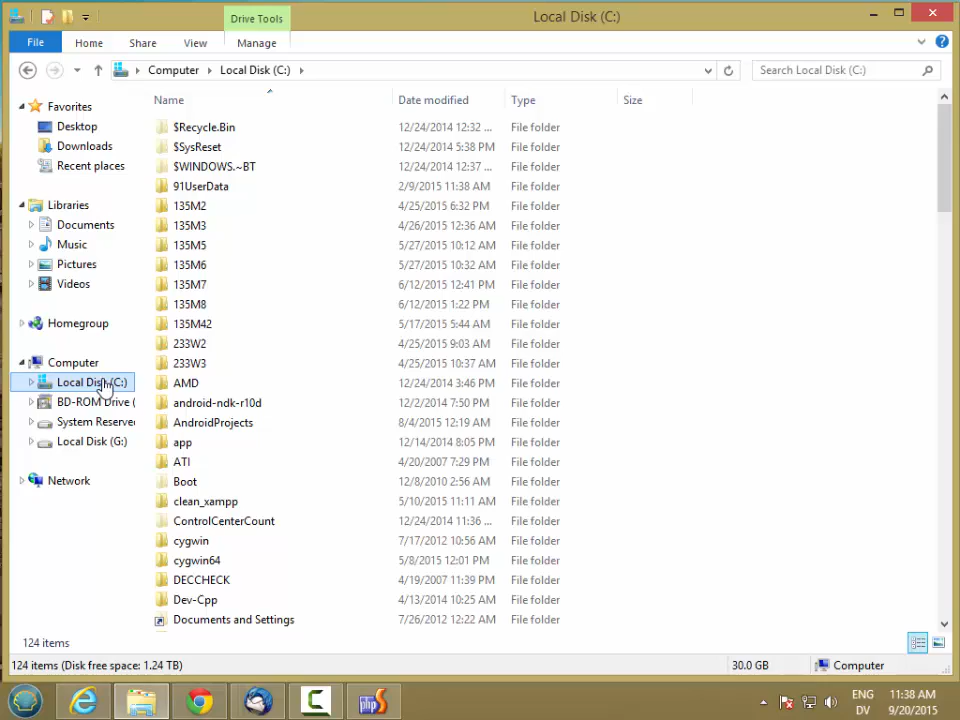 Drive Tools
Local Disk (C:)
File
Home
Share
View
Manage
Computer
Local Disk (C:)
Search Local Disk (C:)
Name
Date modified
Type
Size
Favorites
Desktop
Downloads
Recent places
Libraries
Documents
Music
Pictures
Videos
Homegroup
Computer
Local Disk (C:)
BD-ROM Drive (
System Reserve
Local Disk (G:)
Network
$Recycle.Bin 12/24/2014 12:32 ... File folder
$SysReset 12/24/2014 5:38 PM File folder
$WINDOWS.~BT 12/24/2014 12:37 ... File folder
91UserData 2/9/2015 11:38 AM File folder
135M2 4/25/2015 6:32 PM File folder
135M3 4/26/2015 12:36 AM File folder
135M5 5/27/2015 10:12 AM File folder
135M6 5/27/2015 10:32 AM File folder
135M7 6/12/2015 12:41 PM File folder
135M8 6/12/2015 1:22 PM File folder
135M42 5/17/2015 5:44 AM File folder
233W2 4/25/2015 9:03 AM File folder
233W3 4/25/2015 10:37 AM File folder
AMD 12/24/2014 3:46 PM File folder
android-ndk-r10d 12/2/2014 7:50 PM File folder
AndroidProjects 8/4/2015 12:19 AM File folder
app 12/14/2014 8:05 PM File folder
ATI 4/20/2007 7:29 PM File folder
Boot 12/8/2010 2:56 AM File folder
clean_xampp 5/10/2015 11:11 AM File folder
ControlCenterCount 12/24/2014 11:36 ... File folder
cygwin 7/17/2012 10:56 AM File folder
cygwin64 5/8/2015 12:01 PM File folder
DECCHECK 4/19/2007 11:39 PM File folder
Dev-Cpp 4/13/2014 10:25 AM File folder
Documents and Settings 7/26/2012 12:22 AM File folder
124 items
124 items (Disk free space: 1.24 TB)
30.0 GB
Computer
ENG
DV
11:38 AM
9/20/2015